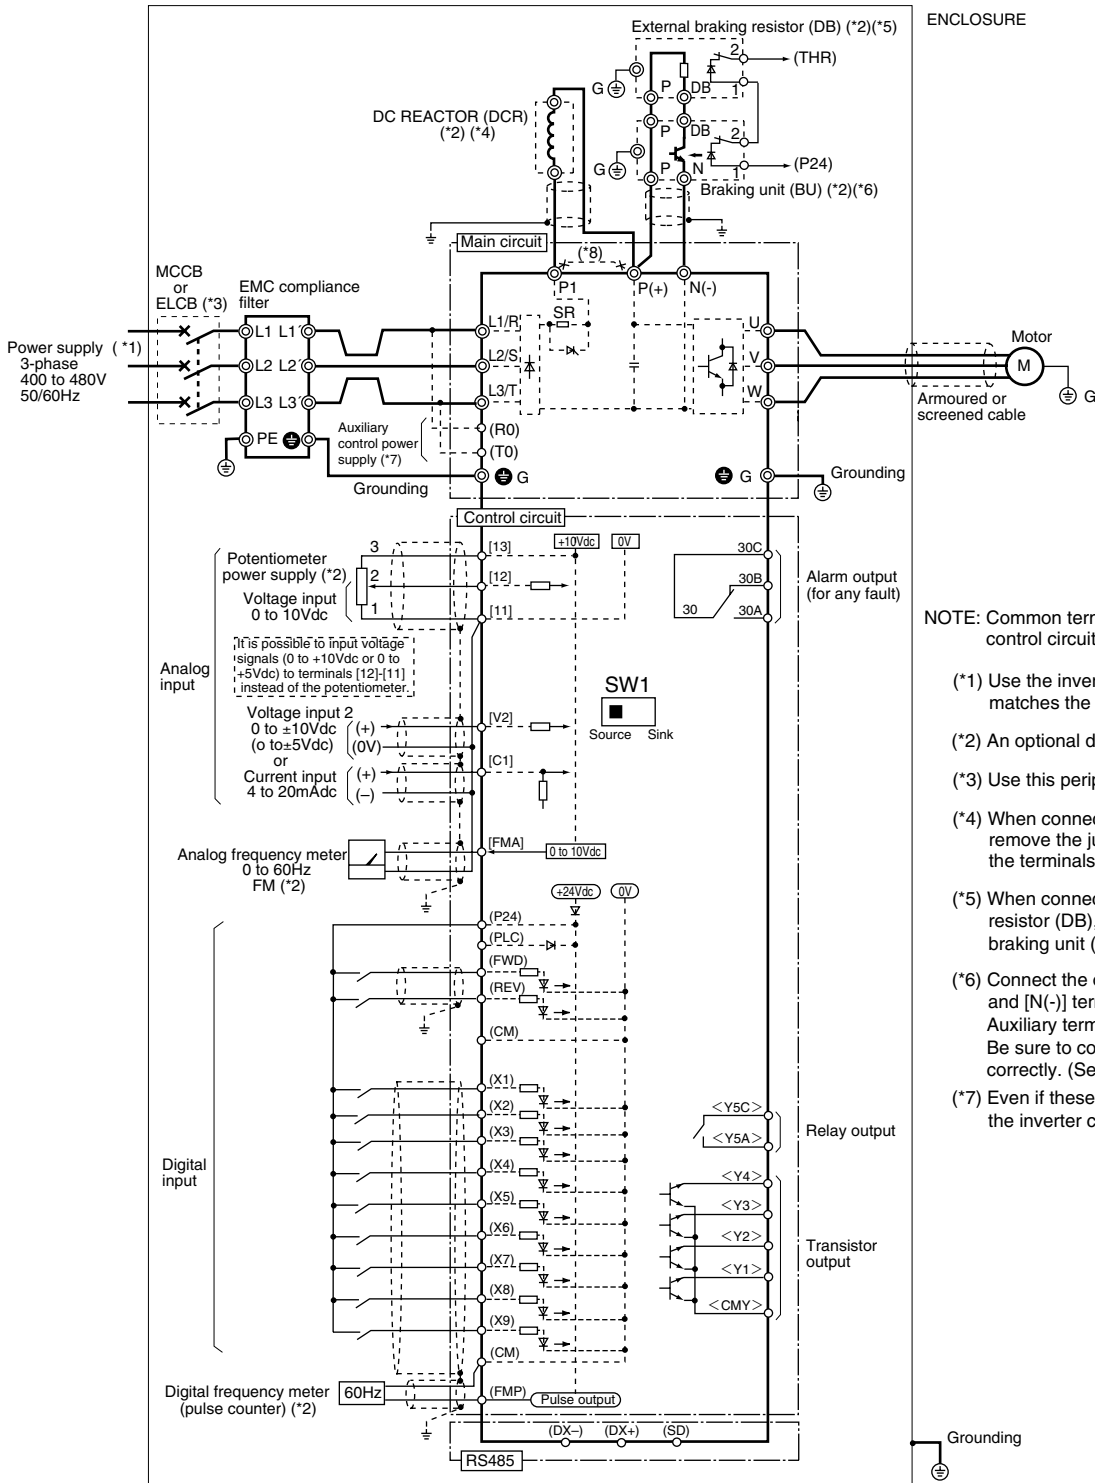 ENCLOSURE
External braking resistor (DB) (*2)(*5)
2
(THR)
G
P
DB
1
DC REACTOR (DCR)
(*2) (*4)
P
DB
2
G
P
N
1
(P24)
Braking unit (BU) (*2)(*6)
Main circuit
(*8)
P1
P(+)
N(-)
MCCB
or
ELCB (*3)
EMC compliance
filter
SR
Power supply (*1)
3-phase
400 to 480V
50/60Hz
L1 L1´
L2 L2´
L3 L3´
PE
L1/R
L2/S
L3/T
(R0)
(T0)
U
V
W
Motor
M
G
Armoured or
screened cable
Auxiliary
control power
supply (*7)
Grounding
G
G
Grounding
Control circuit
Analog
input
Potentiometer
power supply (*2)
Voltage input
0 to 10Vdc
3
2
1
[13]
[12]
[11]
+10Vdc
0V
30C
30B
30
30A
Alarm output
(for any fault)
It is possible to input voltage
signals (0 to +10Vdc or 0 to
+5Vdc) to terminals [12]-[11]
instead of the potentiometer.
SW1
Source Sink
Voltage input 2
0 to ±10Vdc
(o to±5Vdc)
or
Current input
4 to 20mAdc
(+)
(0V)
(+)
(–)
[V2]
[C1]
Analog frequency meter
0 to 60Hz
FM (*2)
[FMA]
0 to 10Vdc
+24Vdc
0V
Digital
input
(P24)
(PLC)
(FWD)
(REV)
(CM)
(X1)
(X2)
(X3)
(X4)
(X5)
(X6)
(X7)
(X8)
(X9)
(CM)
<Y5C>
<Y5A>
Relay output
<Y4>
<Y3>
<Y2>
<Y1>
<CMY>
Transistor
output
Digital frequency meter
(pulse counter) (*2)
60Hz
(FMP)
Pulse output
(DX–) (DX+) (SD)
RS485
Grounding
NOTE: Common
control circuit
(*1) Use the
matches the
(*2) An optional
(*3) Use this
(*4) When
remove the
the terminals
(*5) When
resistor (DB),
braking unit (
(*6) Connect the
and [N(-)]
Auxiliary
Be sure to
correctly.
(*7) Even if these
the inverter